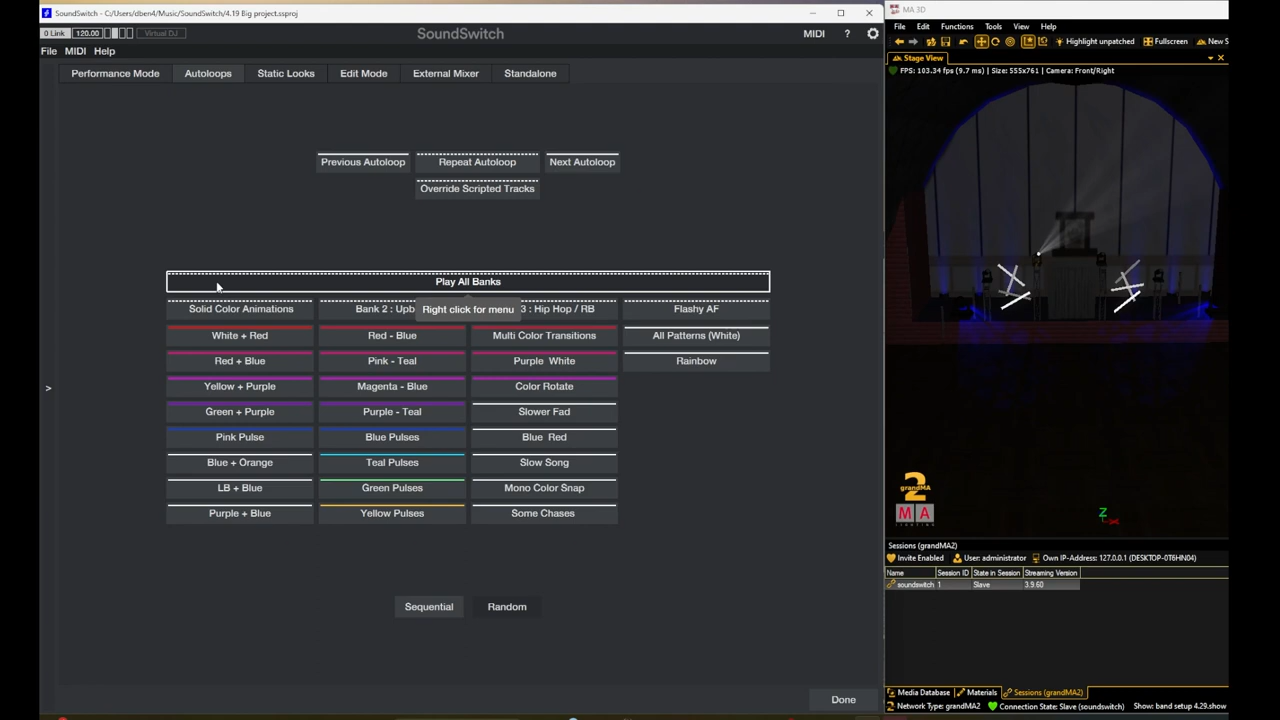 SoundSwitch - C:/Users/dben4/Music/SoundSwitch/4.19 Big project.ssproj
0 Link 120.00 Virtual DJ
SoundSwitch
MIDI ?
File MIDI Help
Performance Mode Autoloops Static Looks Edit Mode External Mixer Standalone
Previous Autoloop Repeat Autoloop Next Autoloop
Override Scripted Tracks
Play All Banks
Solid Color Animations Bank 2 : Upb 3 : Hip Hop / RB Flashy AF
Right click for menu
White + Red Red - Blue Multi Color Transitions All Patterns (White)
Red + Blue Pink - Teal Purple White Rainbow
Yellow + Purple Magenta - Blue Color Rotate
Green + Purple Purple - Teal Slower Fad
Pink Pulse Blue Pulses Blue Red
Blue + Orange Teal Pulses Slow Song
LB + Blue Green Pulses Mono Color Snap
Purple + Blue Yellow Pulses Some Chases
>
Sequential Random
Done
MA 3D
File Edit Functions Tools View Help
Highlight unpatched Fullscreen New S
Stage View
FPS: 103.34 fps (9.7 ms) | Size: 555x761 | Camera: Front/Right
grandMA
2
MA
LIGHTING
Z
Sessions (grandMA2)
Invite Enabled User: administrator Own IP-Address: 127.0.0.1 (DESKTOP-0T6HN04)
Name Session ID State in Session Streaming Version
soundswitch 1 Slave 3.9.60
Media Database Materials Sessions (grandMA2)
Network Type: grandMA2 Connection State: Slave (soundswitch) Show: band setup 4.29.show